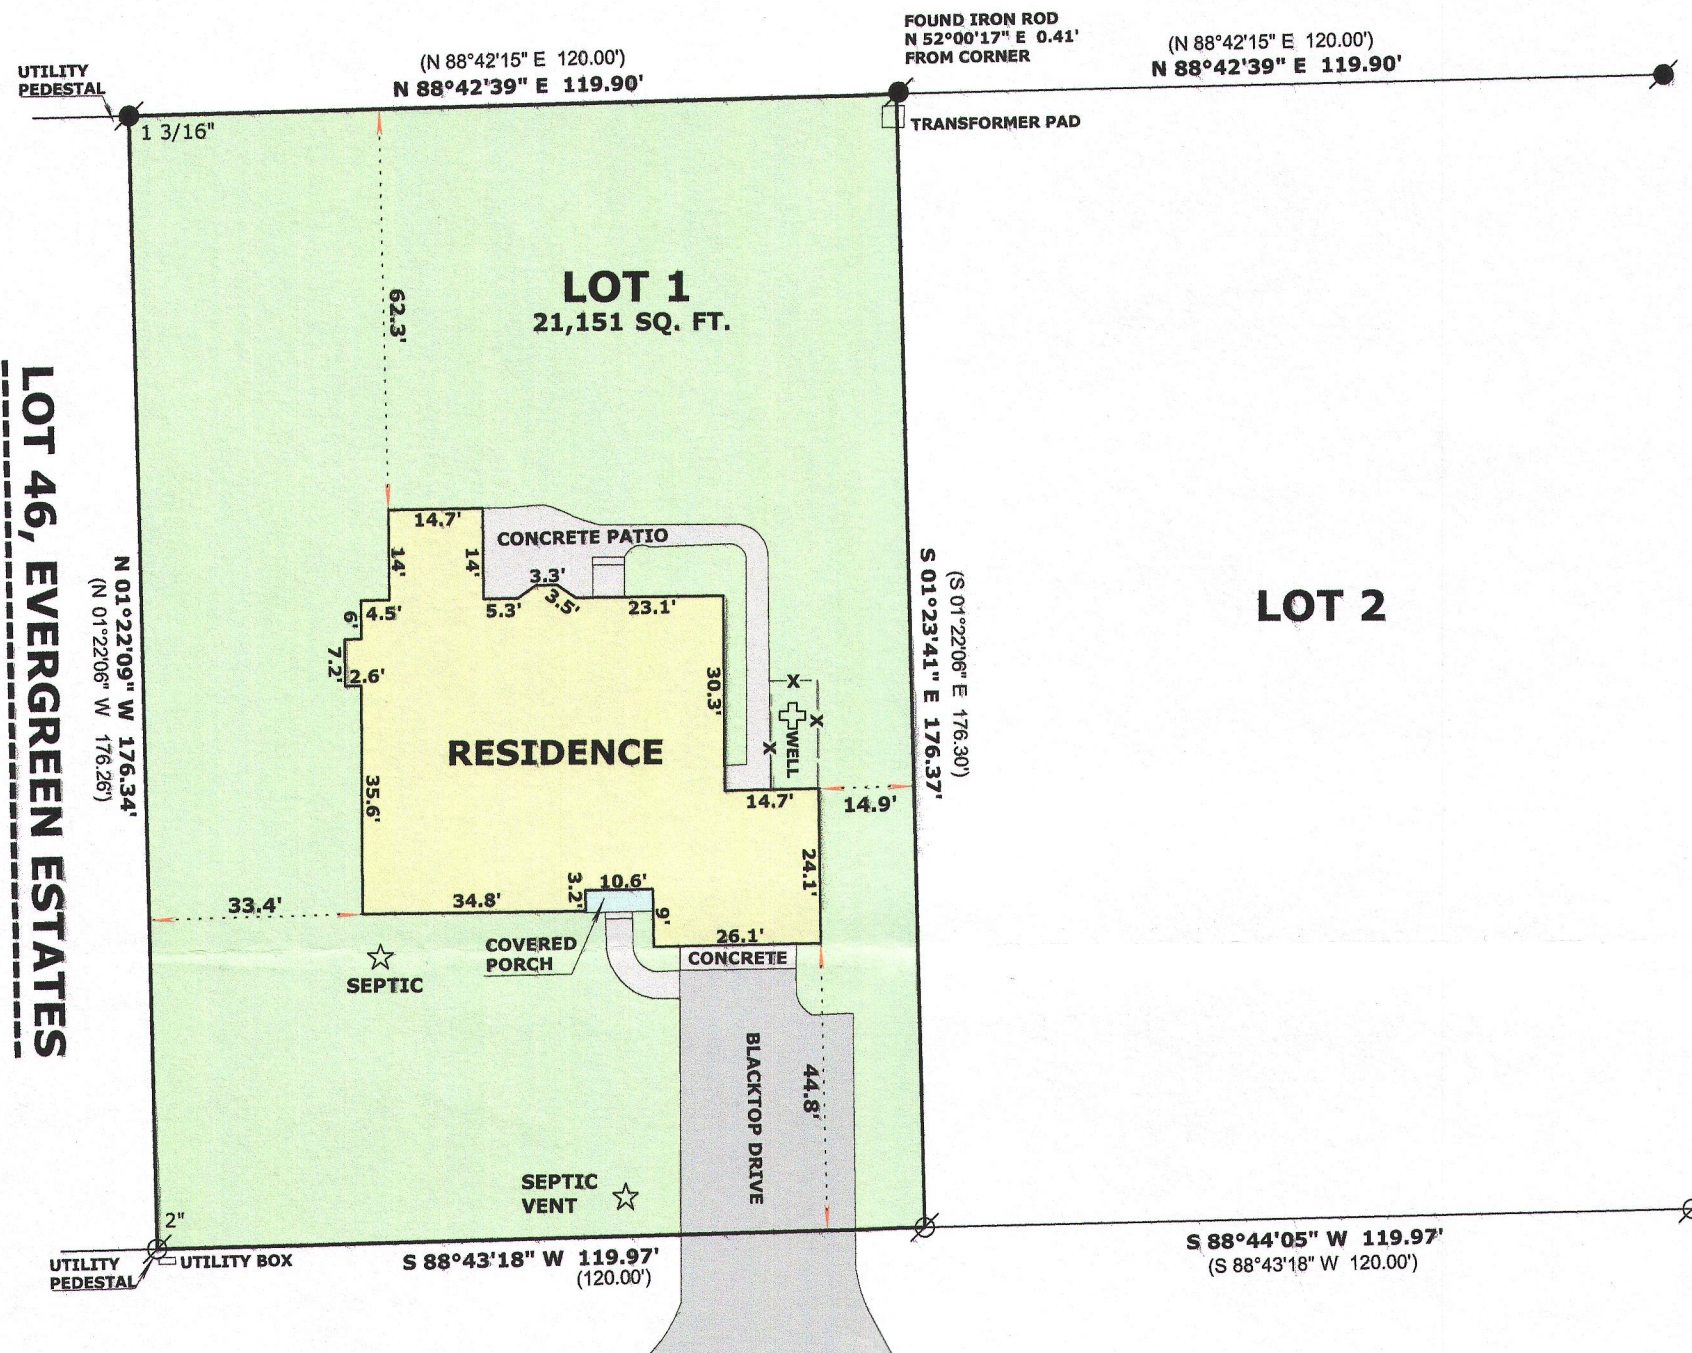 FOUND IRON ROD
N 52°00'17" E 0.41'
FROM CORNER
(N 88°42'15" E 120.00')
N 88°42'39" E 119.90'
(N 88°42'15" E 120.00')
N 88°42'39" E 119.90'
UTILITY
PEDESTAL
1 3/16"
TRANSFORMER PAD
LOT 1
21,151 SQ. FT.
62.3'
LOT 46, EVERGREEN ESTATES
N 01°22'09" W 176.34'
(N 01°22'06" W 176.26')
14.7'
CONCRETE PATIO
14'
14'
3.3'
3.5'
5.3'
23.1'
4.5'
6'
7.2'
2.6'
30.3'
S 01°23'41" E 176.37'
(S 01°22'06" E 176.30')
LOT 2
X
X
X
WELL
RESIDENCE
35.6'
14.7'
14.9'
24.1'
10.6'
3.2'
34.8'
9'
33.4'
26.1'
COVERED
PORCH
CONCRETE
SEPTIC
BLACKTOP DRIVE
44.8'
SEPTIC
VENT
2"
UTILITY
PEDESTAL
UTILITY BOX
S 88°43'18" W 119.97'
(120.00')
S 88°44'05" W 119.97'
(S 88°43'18" W 120.00')